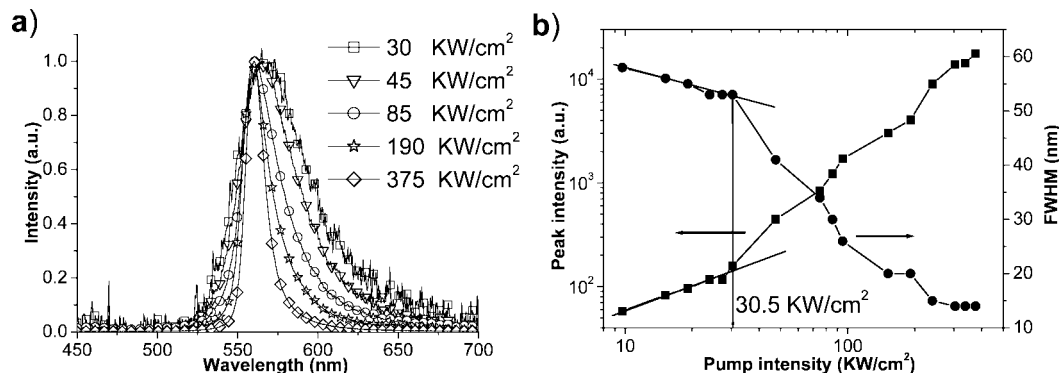 a)
Intensity (a.u.)
1.0
0.8
0.6
0.4
0.2
0.0
450 500 550 600 650 700
Wavelength (nm)
30 KW/cm²
45 KW/cm²
85 KW/cm²
190 KW/cm²
375 KW/cm²
b)
Peak intensity (a.u.)
10⁴
10³
10²
10 100
Pump intensity (KW/cm²)
30.5 KW/cm²
60
50
40
30
20
10
FWHM (nm)